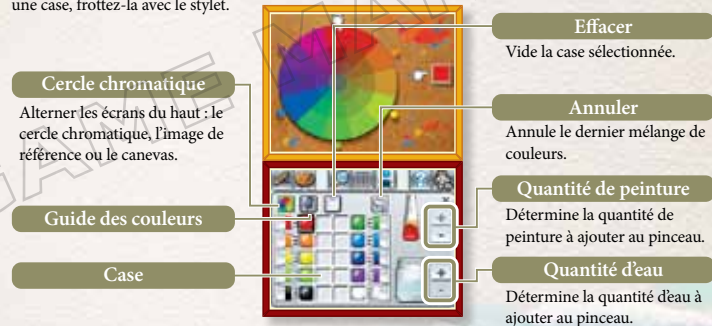 une case, frottez-la avec le stylet.
Cercle chromatique
Alterner les écrans du haut : le
cercle chromatique, l'image de
référence ou le canevas.
Guide des couleurs
Case
Effacer
Vide la case sélectionnée.
Annuler
Annule le dernier mélange de
couleurs.
Quantité de peinture
Détermine la quantité de
peinture à ajouter au pinceau.
Quantité d'eau
Détermine la quantité d'eau à
ajouter au pinceau.
GAME MA